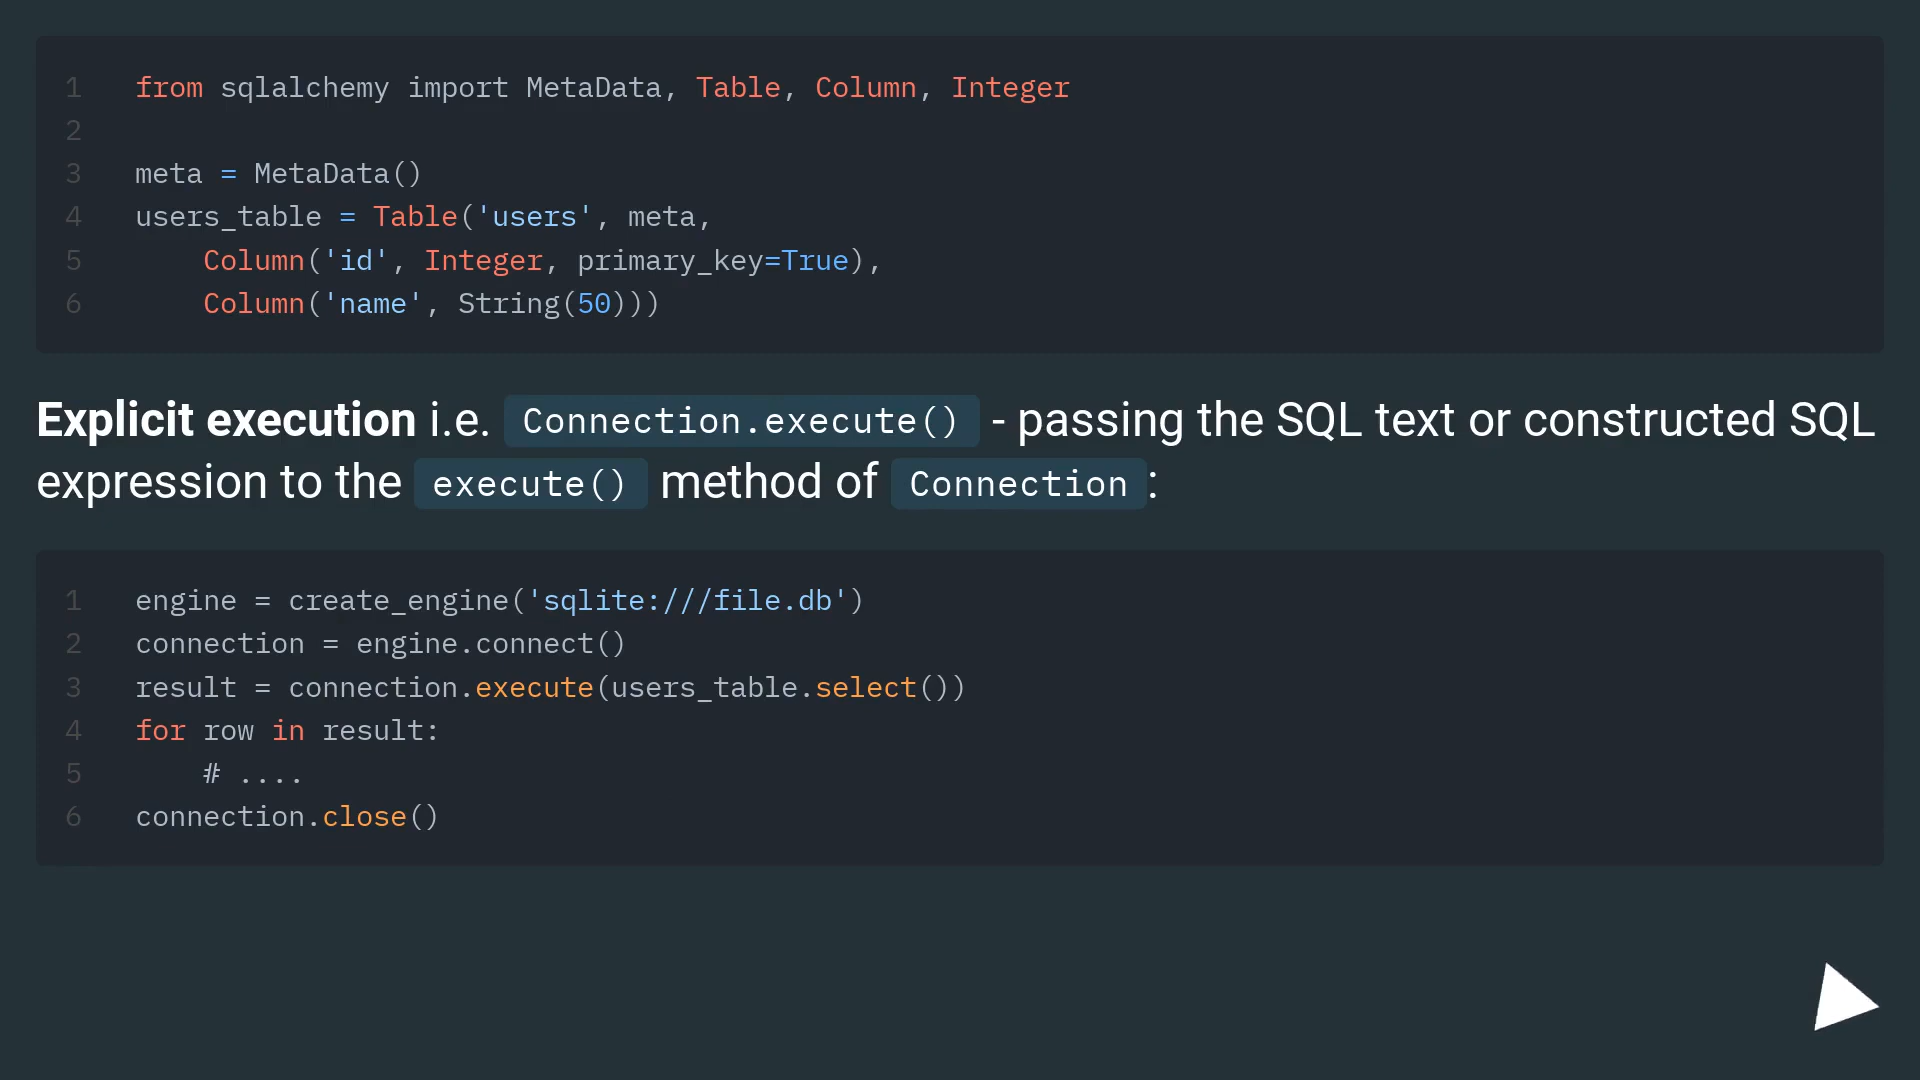 1 from sqlalchemy import MetaData, Table, Column, Integer
2
3 meta = MetaData()
4 users_table = Table('users', meta,
5     Column('id', Integer, primary_key=True),
6     Column('name', String(50)))
Explicit execution i.e. Connection.execute() - passing the SQL text or constructed SQL
expression to the execute() method of Connection:
1 engine = create_engine('sqlite:///file.db')
2 connection = engine.connect()
3 result = connection.execute(users_table.select())
4 for row in result:
5     # ....
6 connection.close()